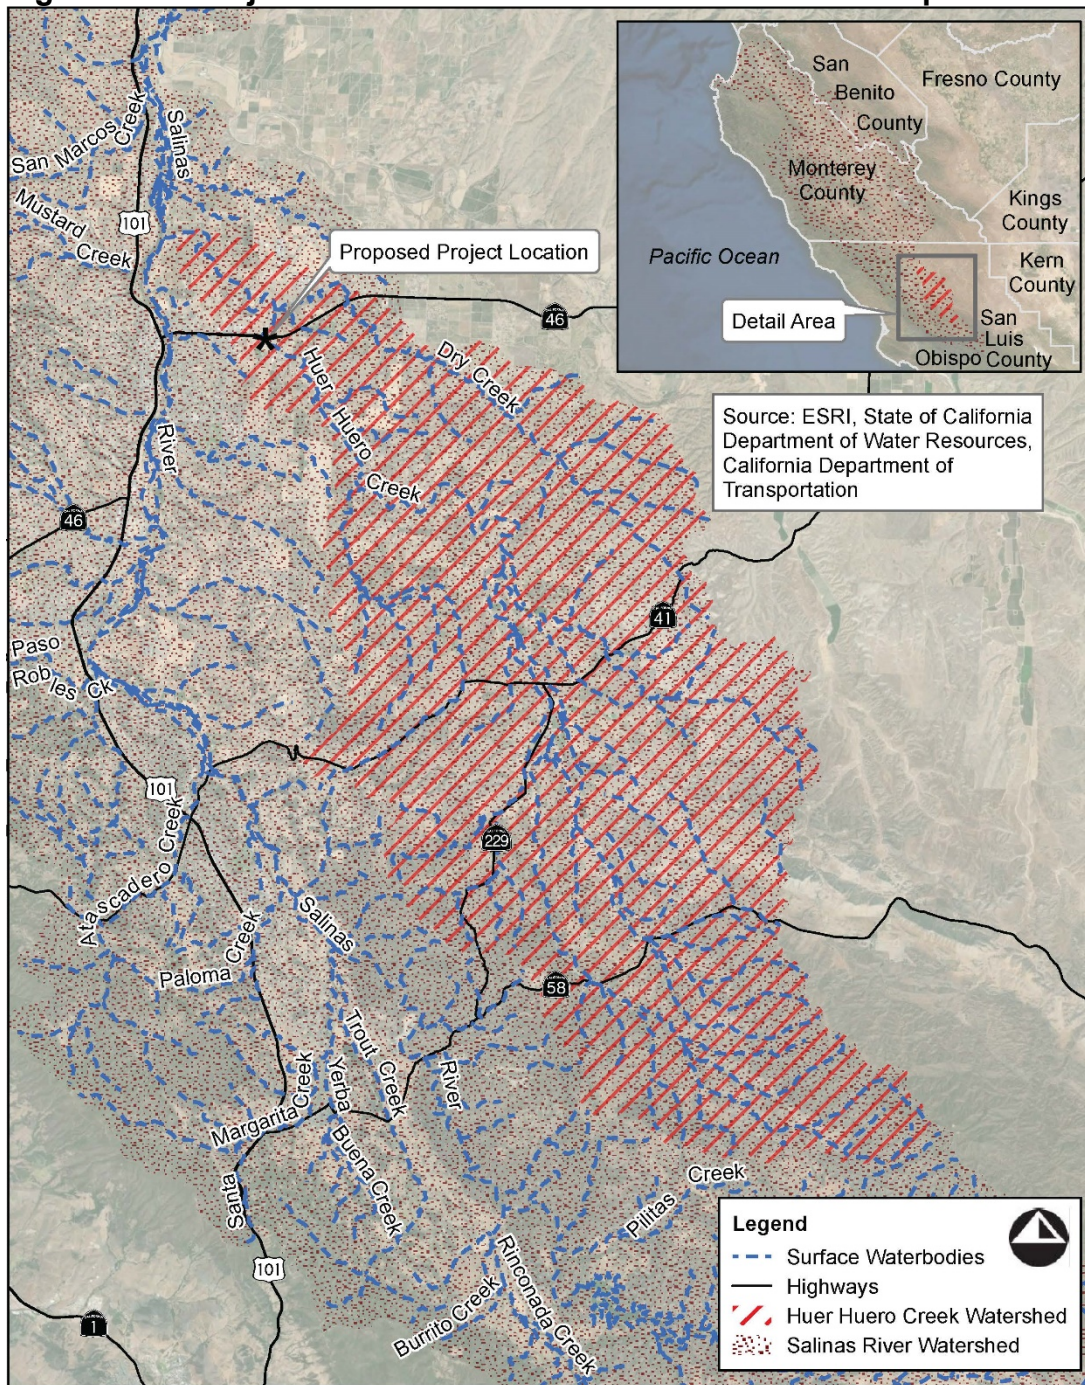 San Marcos Creek
Salinas
River
Mustard
Creek
101
Proposed Project Location
46
Dry Creek
Huer Huero Creek
46
41
Paso
Robles Ck
101
Atascadero Creek
229
Salinas
River
Paloma Creek
58
Trout Creek
Yerba
Buena Creek
Santa
Margarita Creek
Pilitas Creek
Rinconada Creek
Burrito Creek
101
1
San
Benito
County
Fresno County
Monterey
County
Kings
County
Kern
County
Pacific Ocean
Detail Area
San
Luis
Obispo County
Source: ESRI, State of California
Department of Water Resources,
California Department of
Transportation
Legend
Surface Waterbodies
Highways
Huer Huero Creek Watershed
Salinas River Watershed